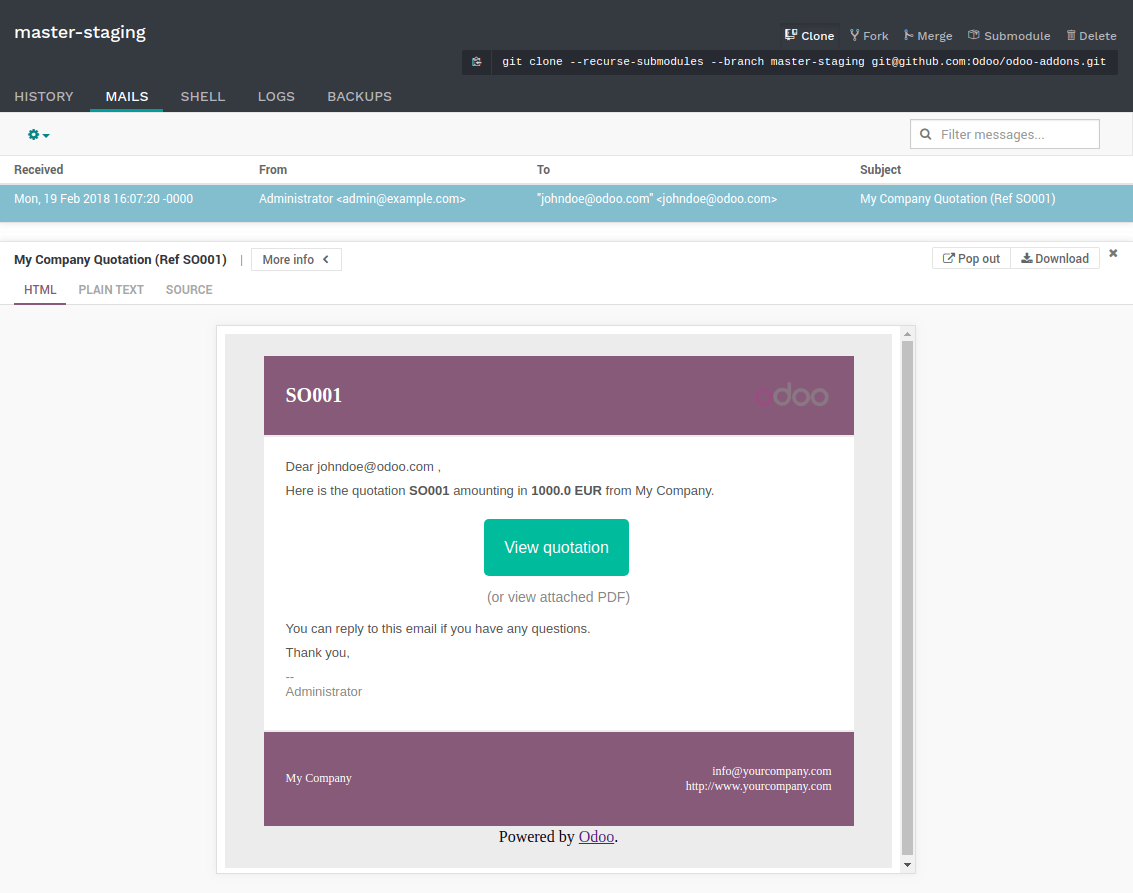 master-staging
Clone Fork Merge Submodule Delete
git clone --recurse-submodules --branch master-staging git@github.com:Odoo/odoo-addons.git
HISTORY MAILS SHELL LOGS BACKUPS
Filter messages...
Received From To Subject
Mon, 19 Feb 2018 16:07:20 -0000 Administrator <admin@example.com> "johndoe@odoo.com" <johndoe@odoo.com> My Company Quotation (Ref SO001)
My Company Quotation (Ref SO001) | More info Pop out Download
HTML PLAIN TEXT SOURCE
SO001 odoo
Dear johndoe@odoo.com ,
Here is the quotation SO001 amounting in 1000.0 EUR from My Company.
View quotation
(or view attached PDF)
You can reply to this email if you have any questions.
Thank you,
--
Administrator
info@yourcompany.com
My Company
http://www.yourcompany.com
Powered by Odoo.